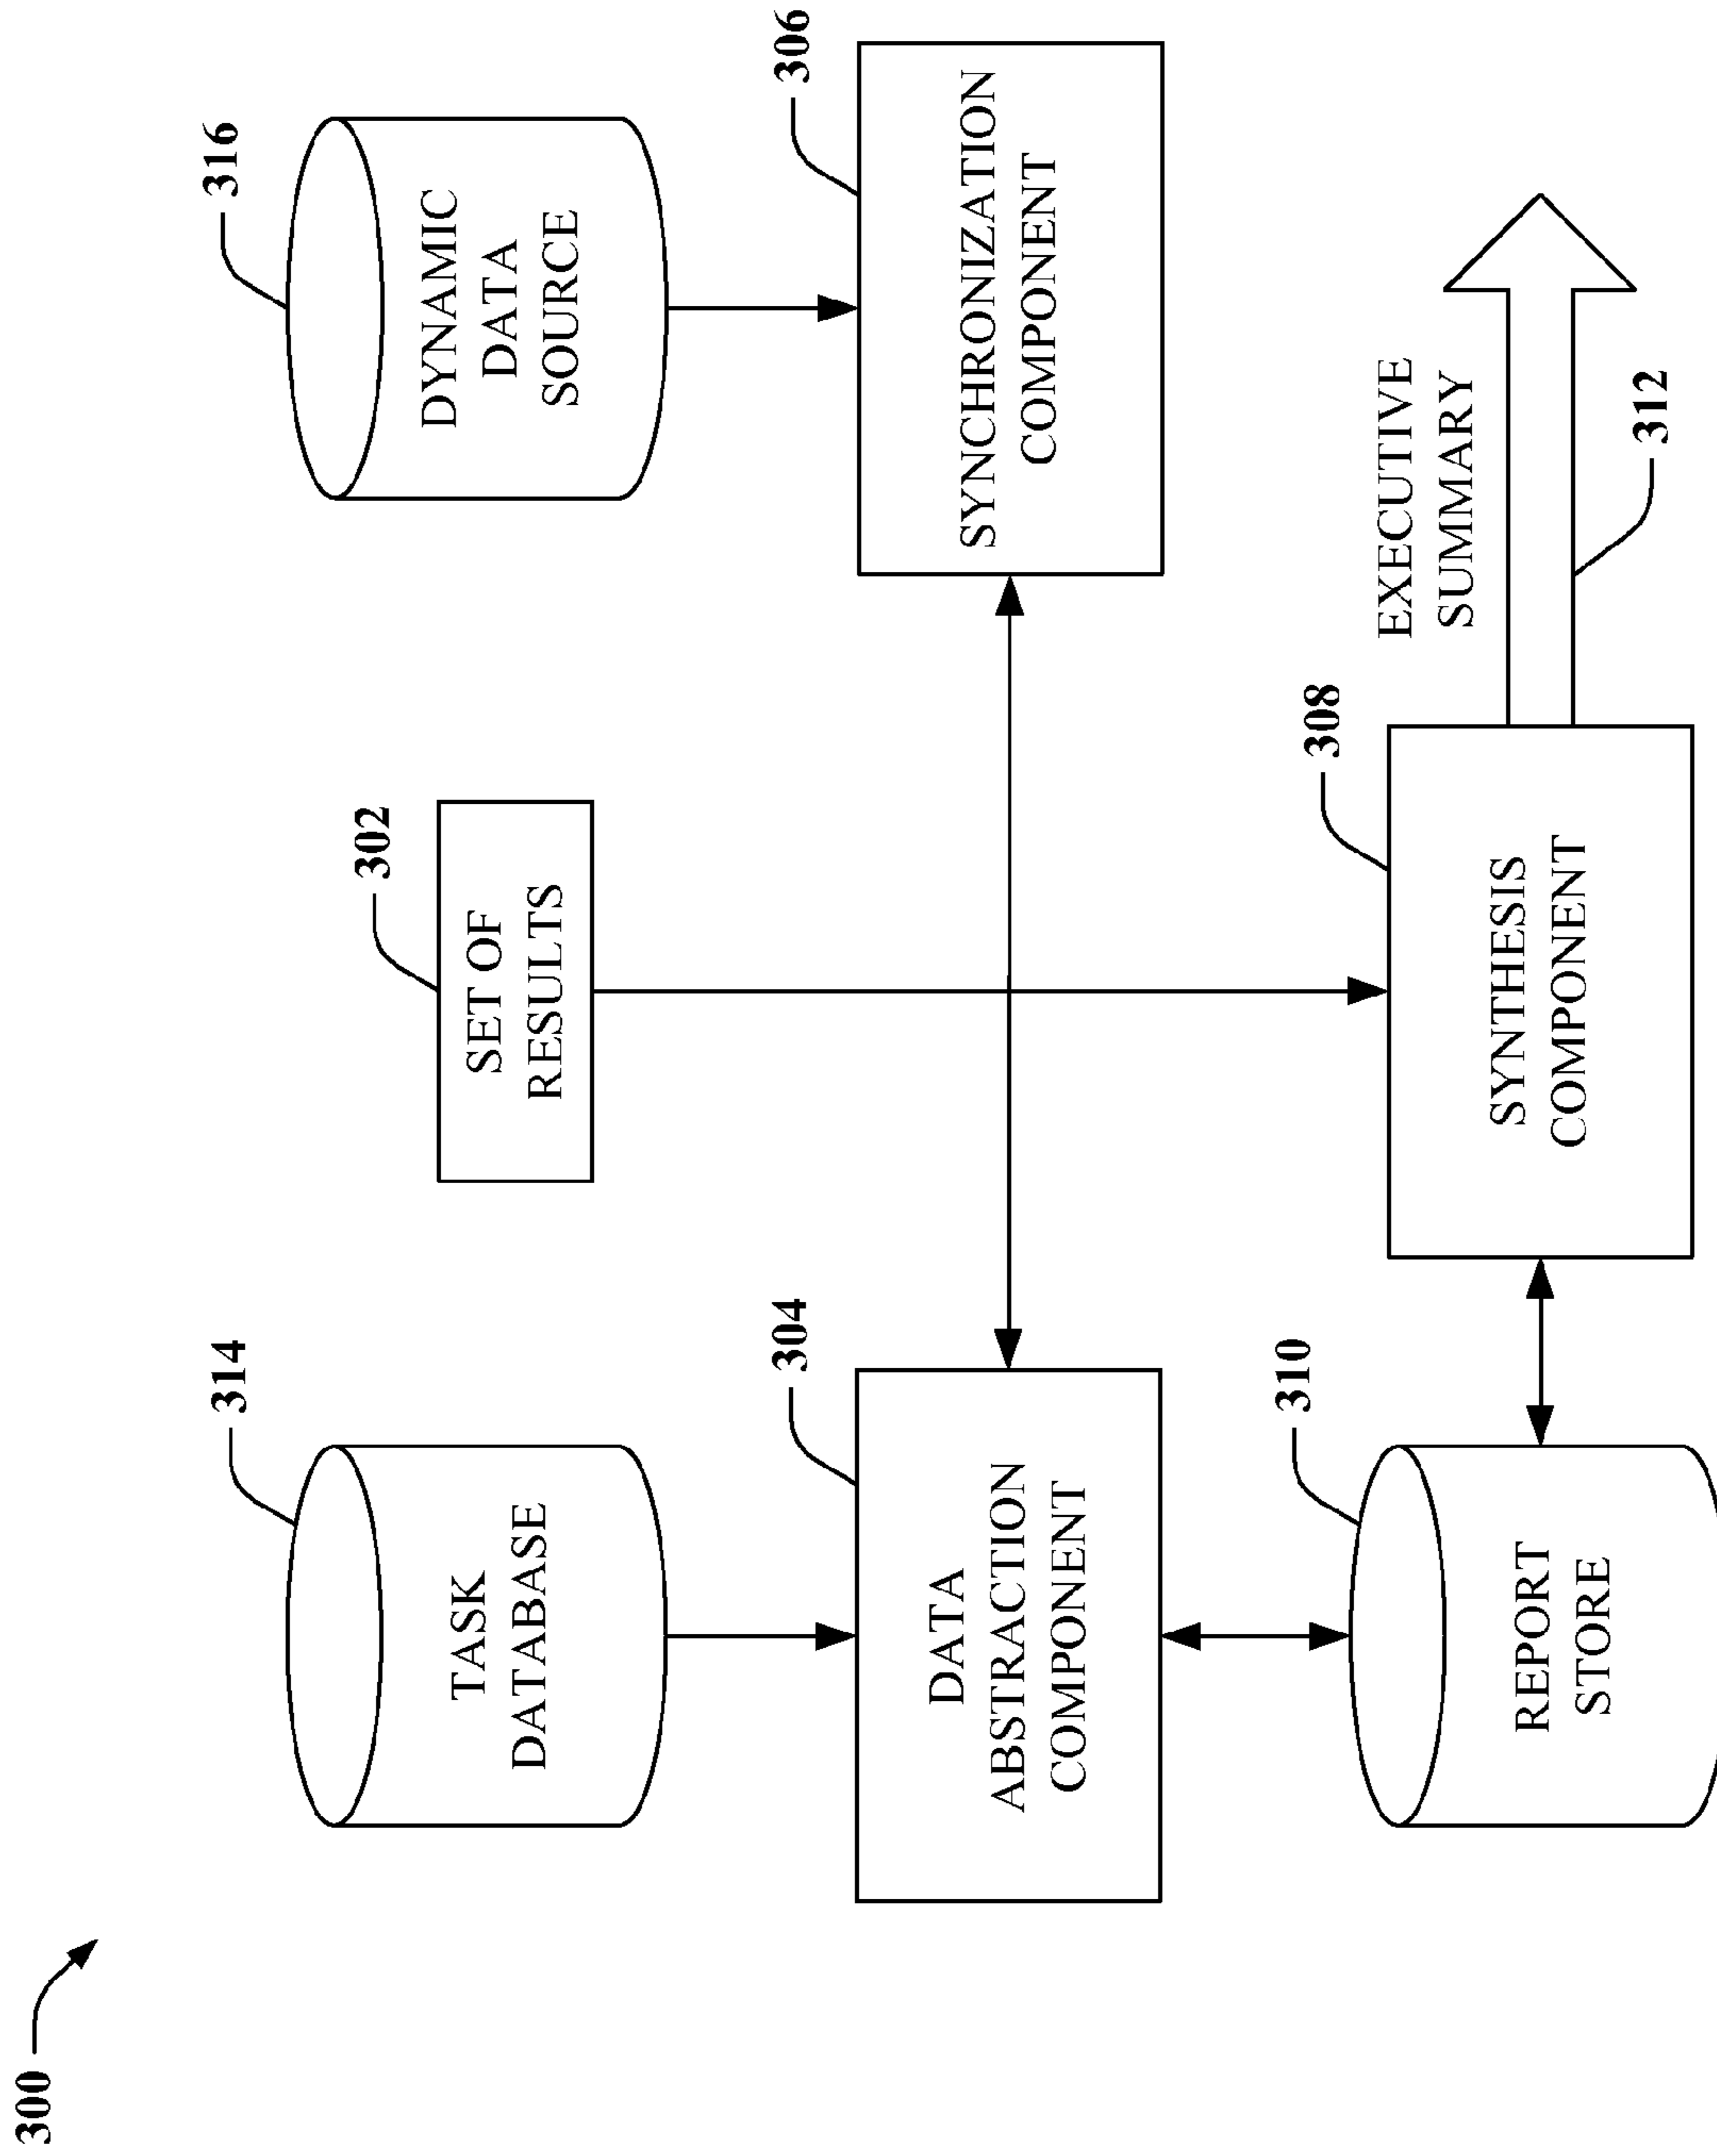 300
314
TASK
DATABASE
302
SET OF
RESULTS
316
DYNAMIC
DATA
SOURCE
304
DATA
ABSTRACTION
COMPONENT
306
SYNCHRONIZATION
COMPONENT
310
REPORT
STORE
308
SYNTHESIS
COMPONENT
EXECUTIVE
SUMMARY
312